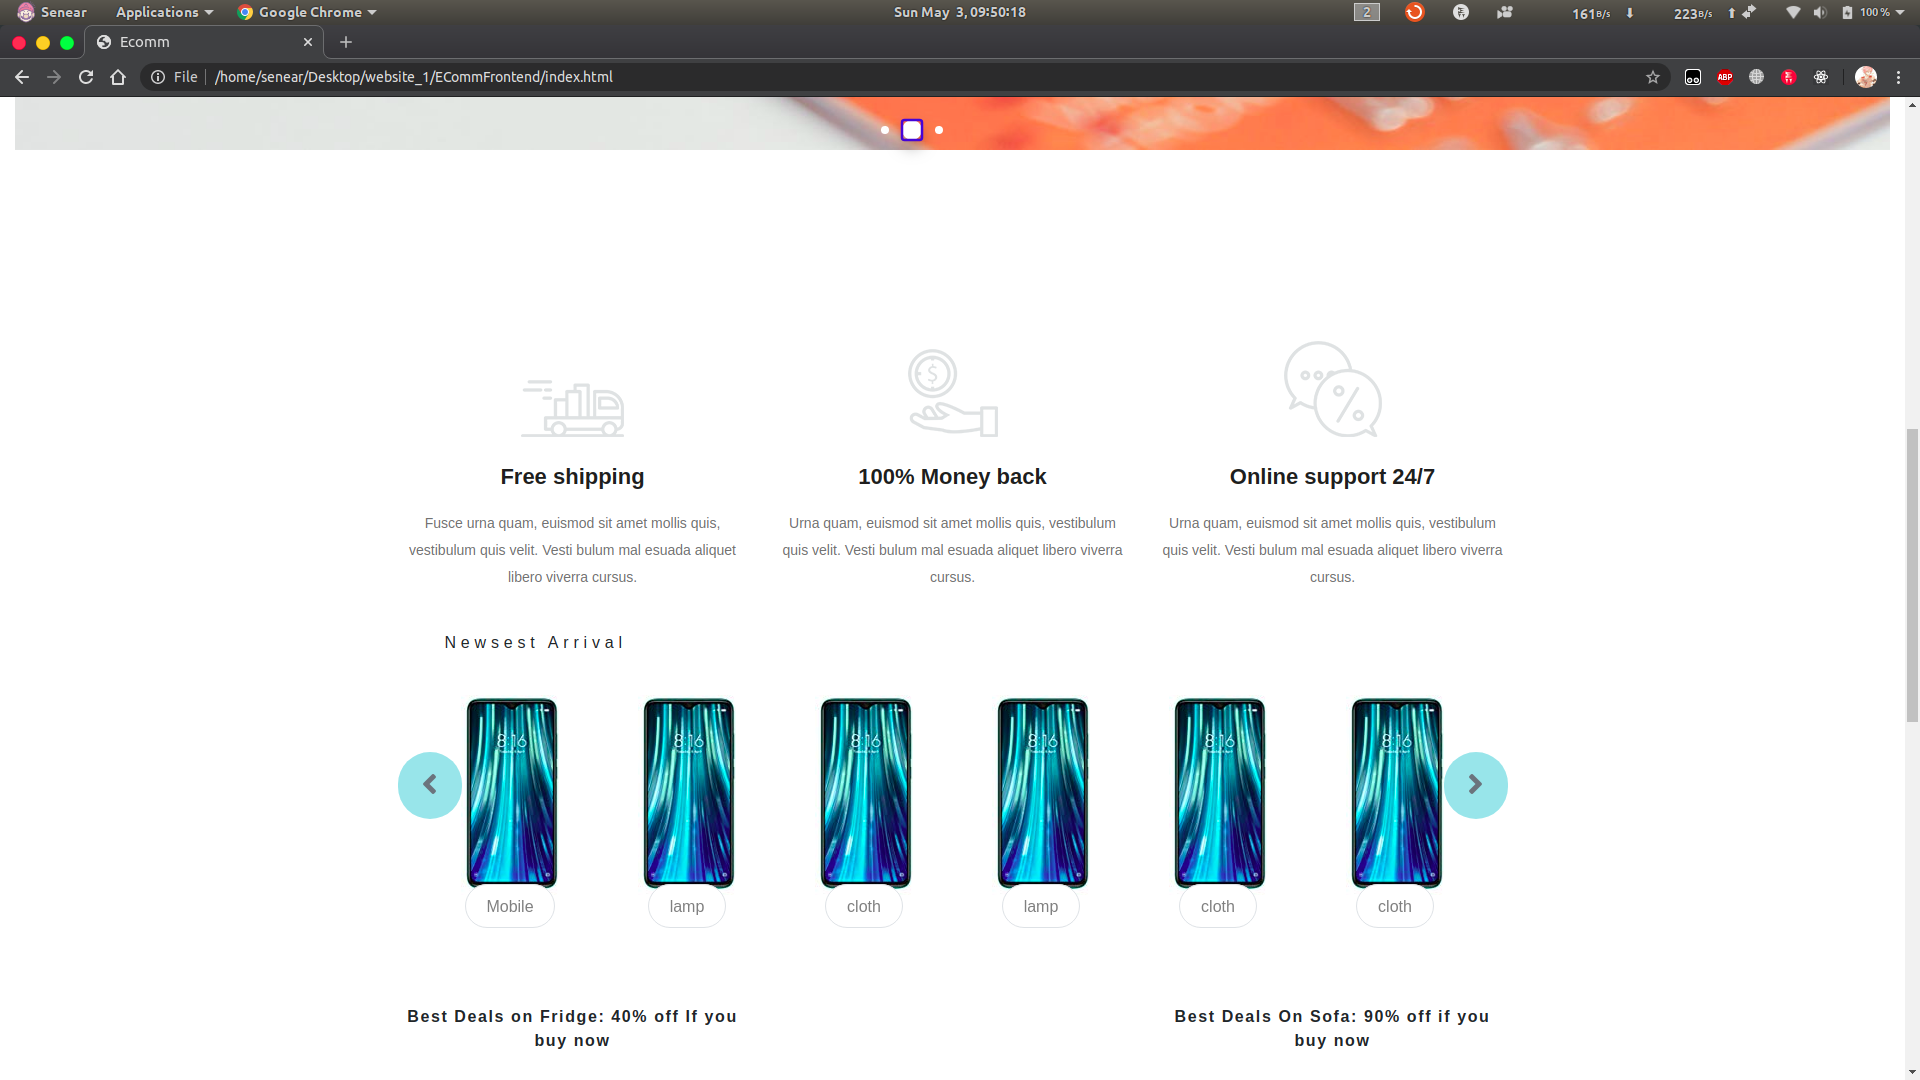 Senear Applications Google Chrome Sun May 3, 09:50:18 2 161B/s 223B/s 100 %
Ecomm
File /home/senear/Desktop/website_1/ECommFrontend/index.html ABP
Free shipping 100% Money back Online support 24/7
Fusce urna quam, euismod sit amet mollis quis,
vestibulum quis velit. Vesti bulum mal esuada aliquet
libero viverra cursus.
Urna quam, euismod sit amet mollis quis, vestibulum
quis velit. Vesti bulum mal esuada aliquet libero viverra
cursus.
Urna quam, euismod sit amet mollis quis, vestibulum
quis velit. Vesti bulum mal esuada aliquet libero viverra
cursus.
Newsest Arrival
8:16 8:16 8:16 8:16 8:16 8:16
Mobile lamp cloth lamp cloth cloth
Best Deals on Fridge: 40% off If you
buy now
Best Deals On Sofa: 90% off if you
buy now